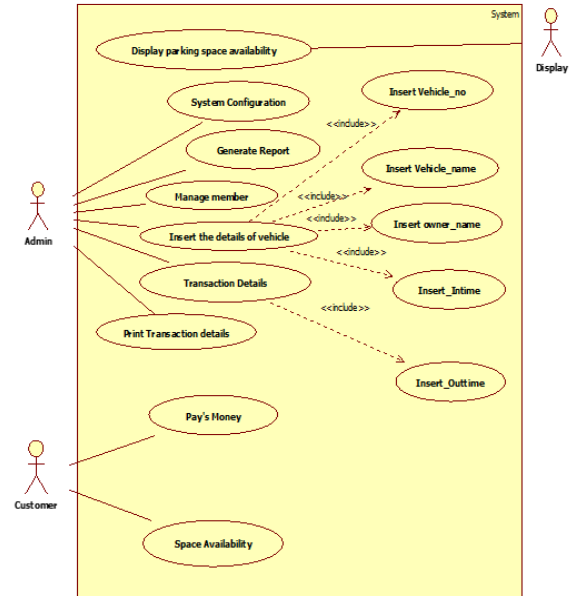 System
Display parking space availability
Display
System Configuration
Insert Vehicle_no
<<include>>
Generate Report
Insert Vehicle_name
<<include>>
Manage member
Insert owner_name
<<include>>
Admin
Insert the details of vehicle
<<include>>
Transaction Details
Insert_Intime
<<include>>
Print Transaction details
Insert_Outtime
Pay's Money
Customer
Space Availability